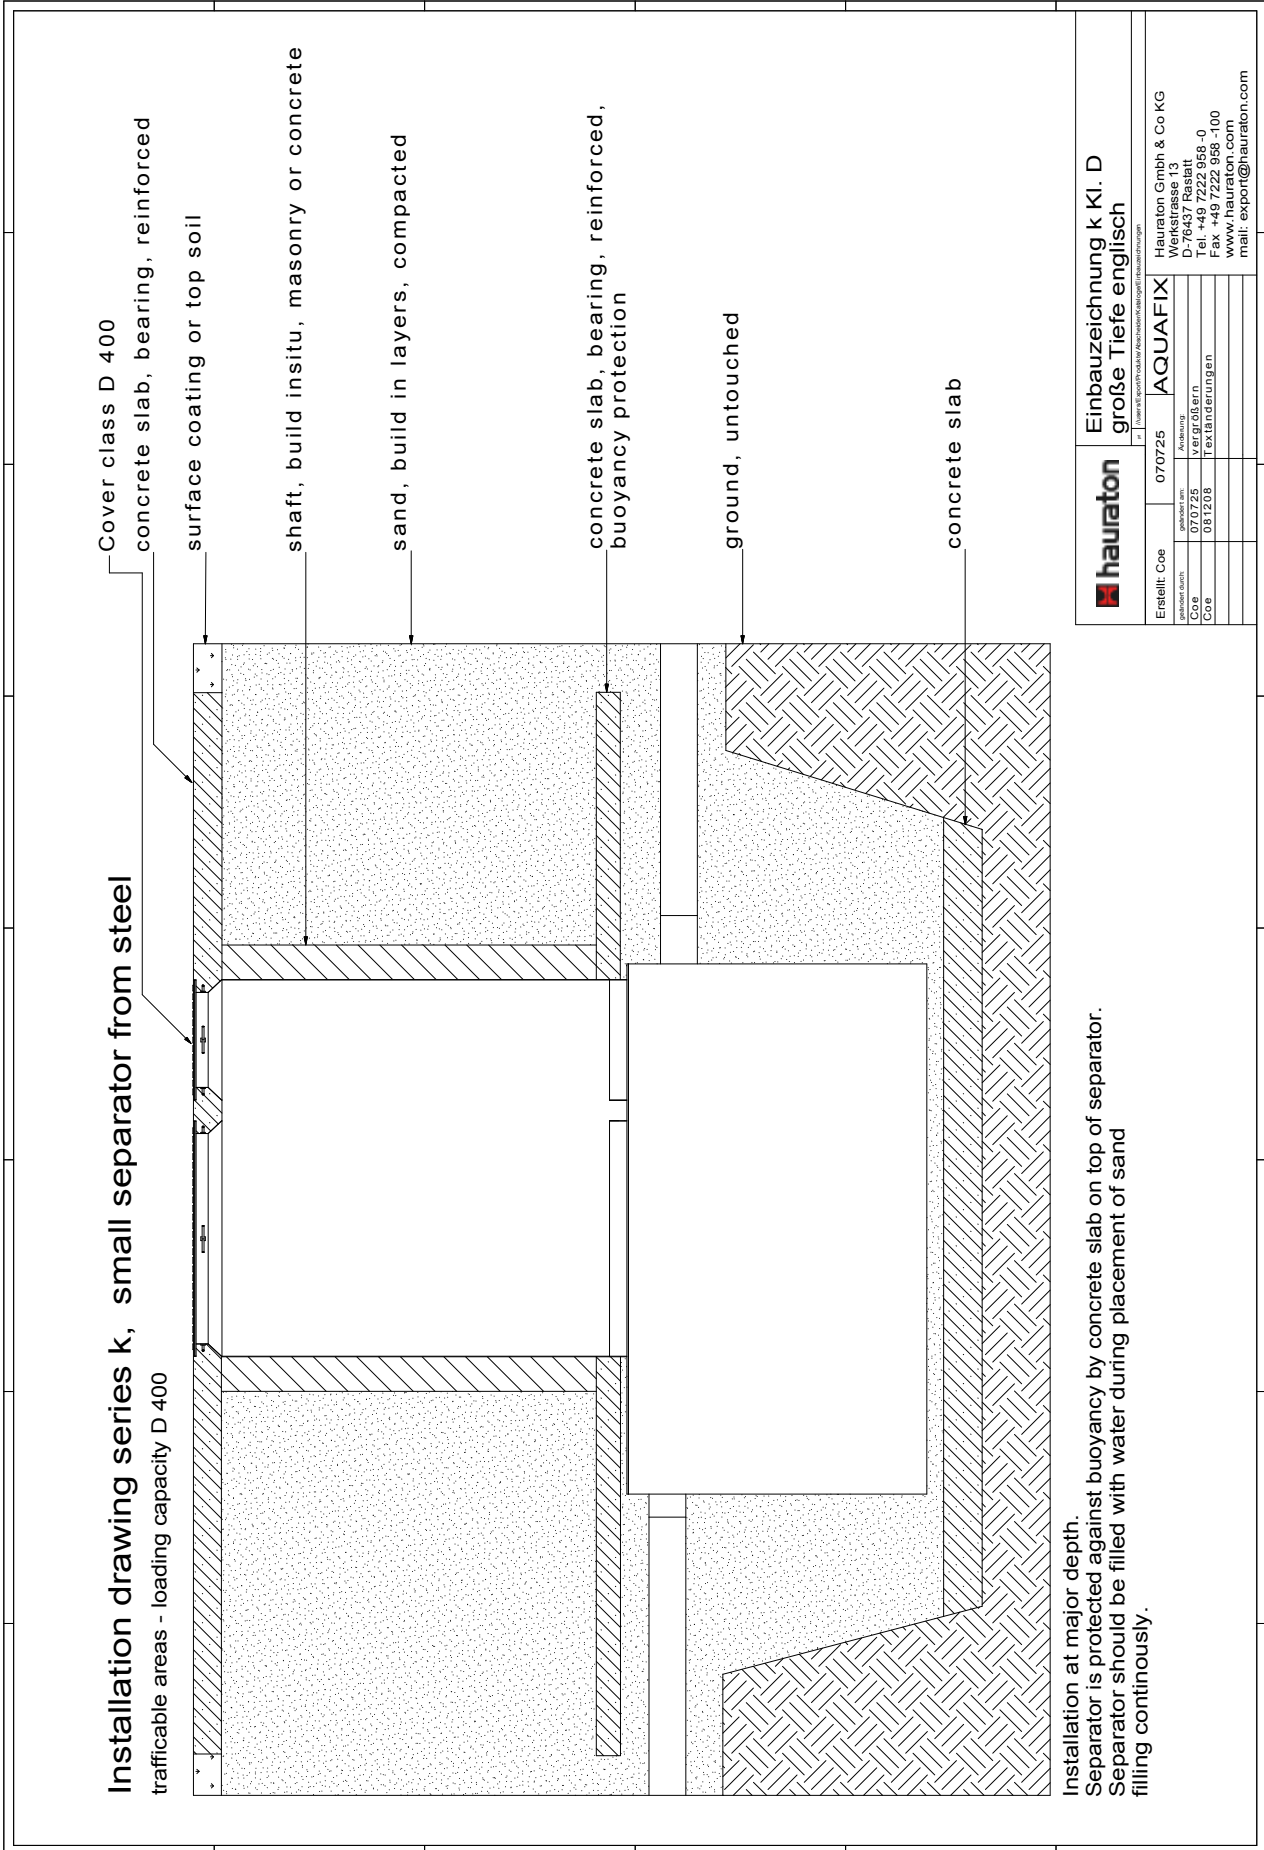 Installation drawing series k, small separator from steel
trafficable areas - loading capacity D 400
Cover class D 400
concrete slab, bearing, reinforced
surface coating or top soil
shaft, build insitu, masonry or concrete
sand, build in layers, compacted
concrete slab, bearing, reinforced,
buoyancy protection
ground, untouched
concrete slab
Installation at major depth.
Separator is protected against buoyancy by concrete slab on top of separator.
Separator should be filled with water during placement of sand
filling continously.
hauraton
Einbauzeichnung k Kl. D
große Tiefe englisch
Erstellt: Coe
070725
AQUAFIX
geändert durch:
geändert am:
Änderung:
Coe
070725
vergrößern
Coe
081208
Textänderungen
Hauraton Gmbh & Co KG
Werkstrasse 13
D-76437 Rastatt
Tel. +49 7222 958 -0
Fax +49 7222 958 -100
www.hauraton.com
mail: export@hauraton.com